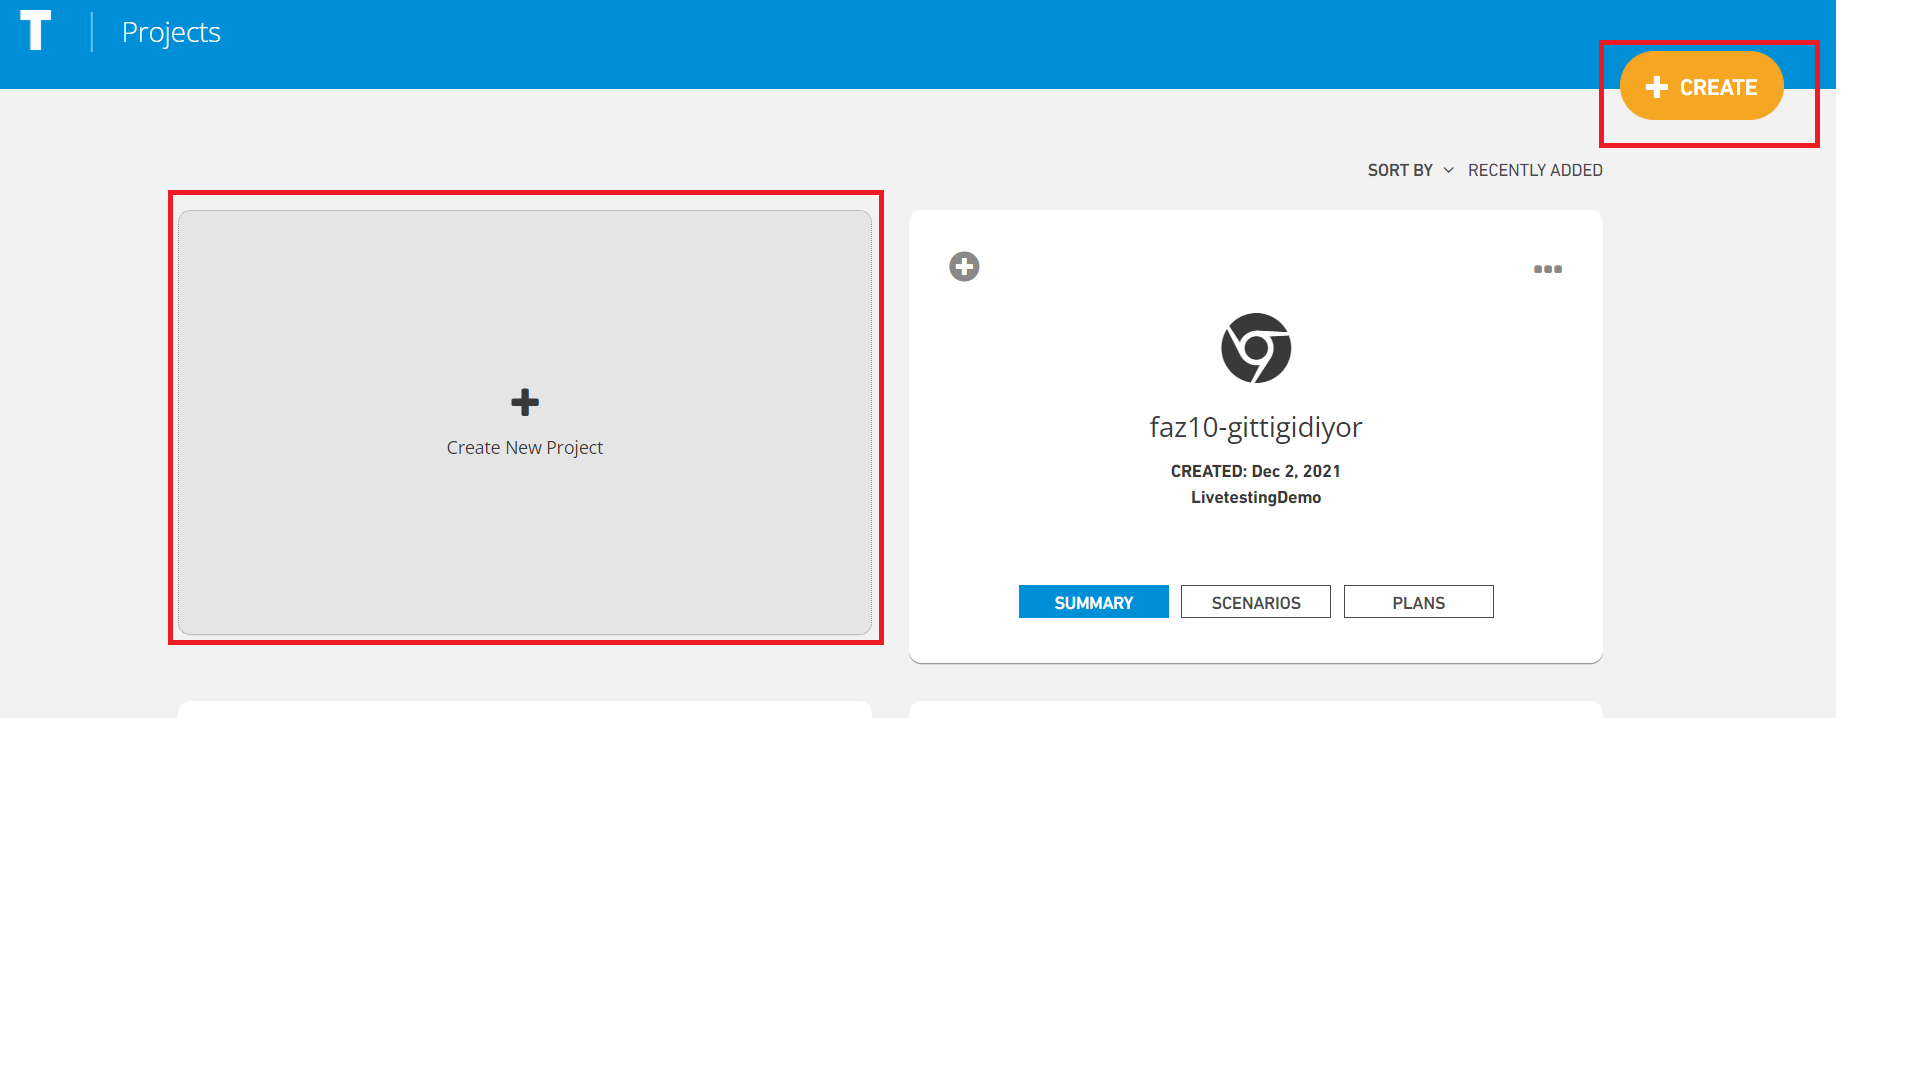 T
Projects
CREATE
SORT BY RECENTLY ADDED
Create New Project
faz10-gittigidiyor
CREATED: Dec 2, 2021
LivetestingDemo
SUMMARY
SCENARIOS
PLANS